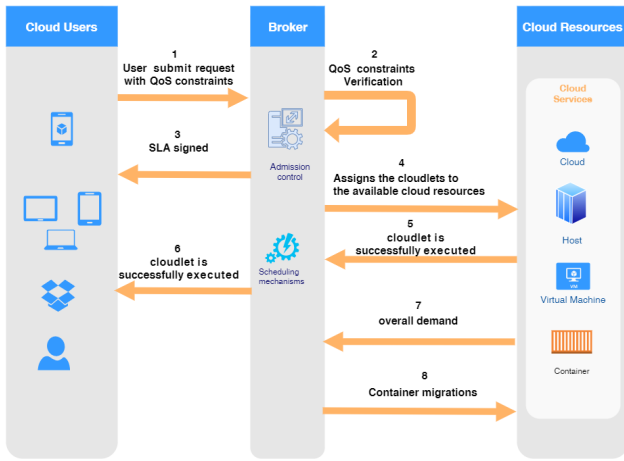 Cloud Users
Broker
Cloud Resources
1
User submit request
with QoS constraints
2
QoS constraints
Verification
3
SLA signed
Admission
control
4
Assigns the cloudlets to
the available cloud resources
5
cloudlet is
successfully executed
6
cloudlet is
successfully executed
Scheduling
mechanisms
7
overall demand
8
Container migrations
Cloud
Services
Cloud
Host
VM
Virtual Machine
Container